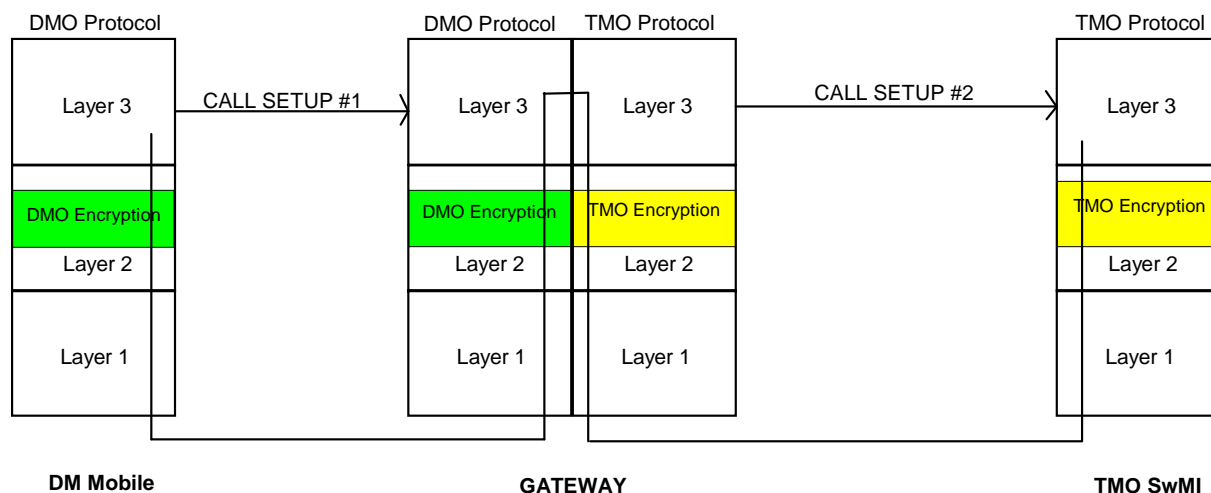 DMO Protocol
DMO Protocol
TMO Protocol
TMO Protocol
Layer 3
CALL SETUP #1
Layer 3
Layer 3
CALL SETUP #2
Layer 3
DMO Encryption
DMO Encryption
TMO Encryption
TMO Encryption
Layer 2
Layer 2
Layer 2
Layer 2
Layer 1
Layer 1
Layer 1
Layer 1
DM Mobile
GATEWAY
TMO SwMI